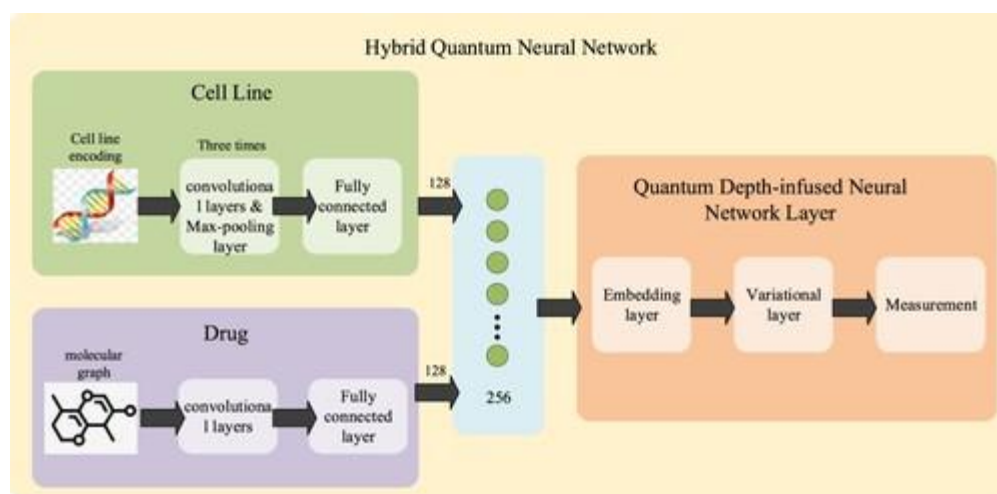 Hybrid Quantum Neural Network
Cell Line
Cell line
encoding
Three times
convolutiona
l layers &
Max-pooling
layer
Fully
connected
layer
128
Drug
molecular
graph
convolutiona
l layers
Fully
connected
layer
128
256
Quantum Depth-infused Neural
Network Layer
Embedding
layer
Variational
layer
Measurement